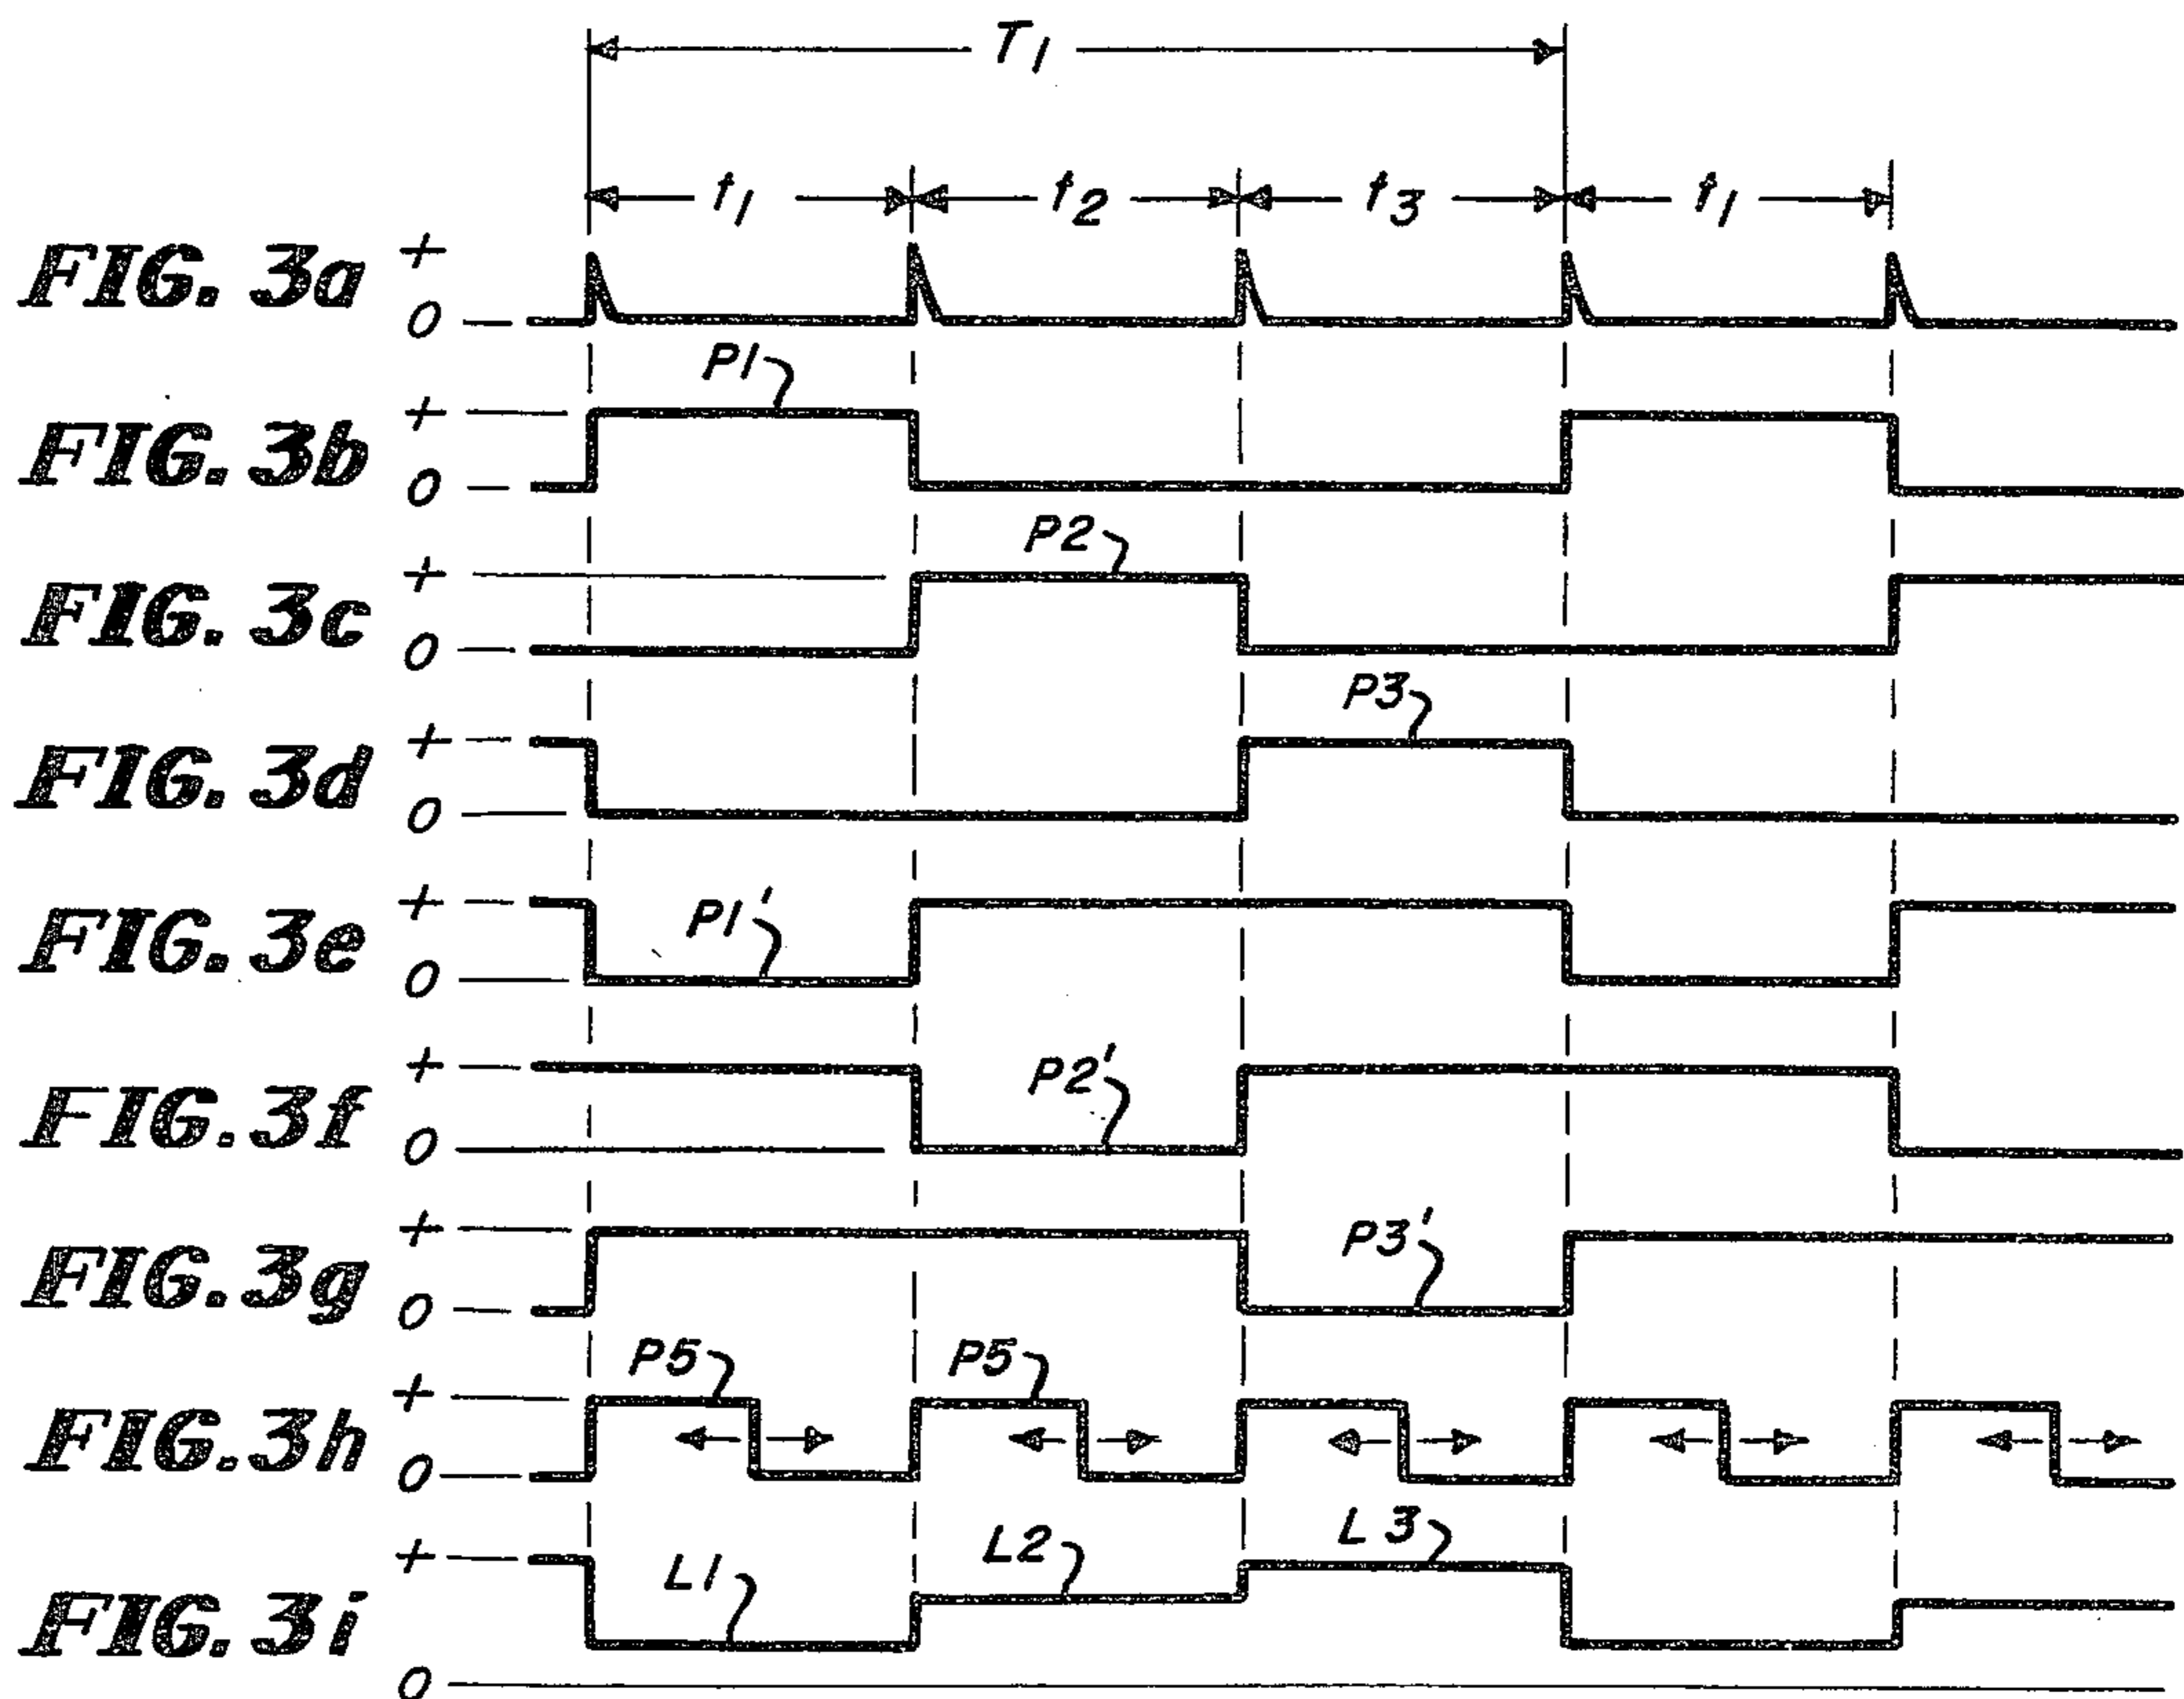 T1
t1 t2 t3 t1
FIG. 3a + 0
P1
FIG. 3b + 0
P2
FIG. 3c + 0
P3
FIG. 3d + 0
P1'
FIG. 3e + 0
P2'
FIG. 3f + 0
P3'
FIG. 3g + 0
P5 P5
FIG. 3h + 0
L1 L2 L3
FIG. 3i + 0